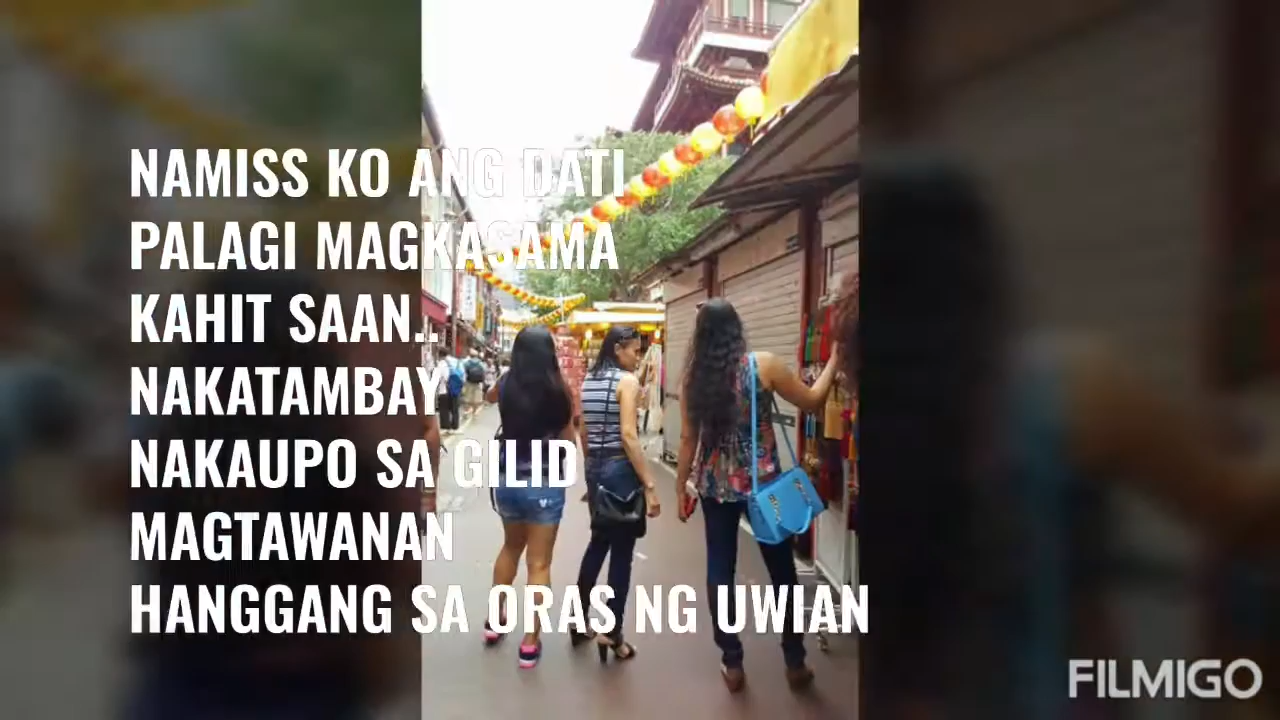 NAMISS KO ANG DATI
PALAGI MAGKASAMA
KAHIT SAAN..
NAKATAMBAY
NAKAUPO SA GILID
MAGTAWANAN
HANGGANG SA ORAS NG UWIAN
FILMIGO